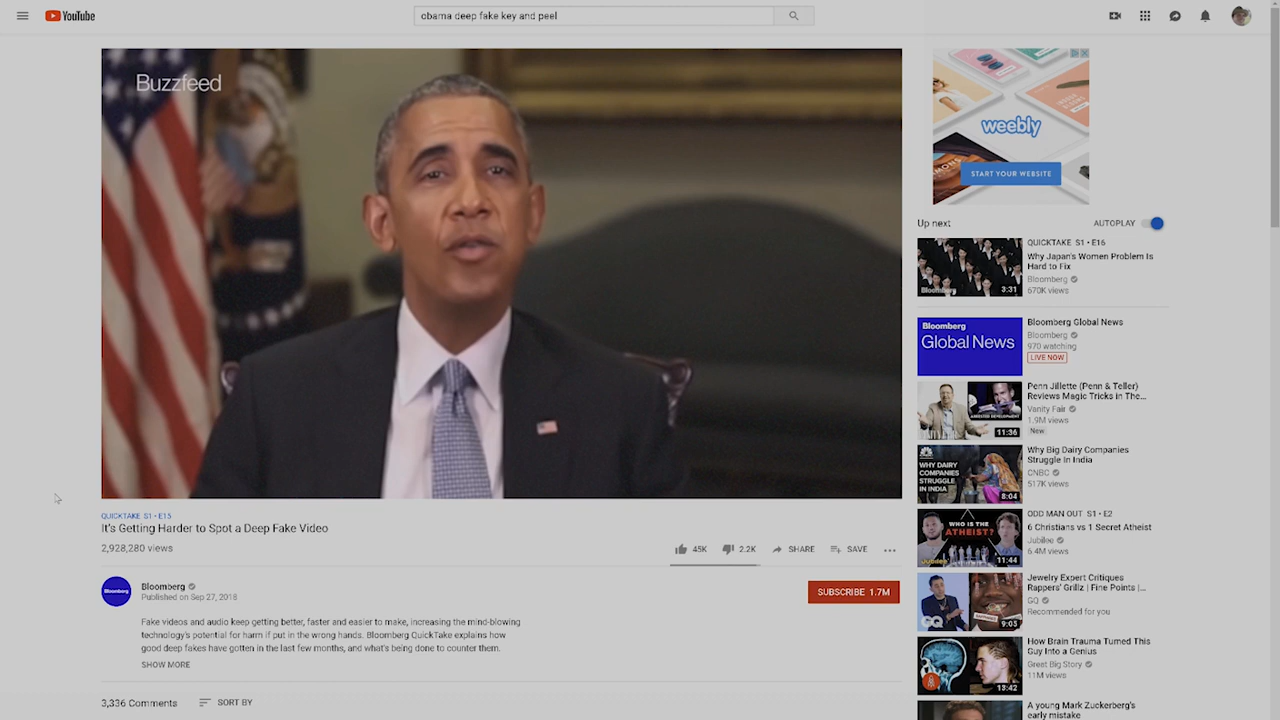 YouTube
obama deep fake key and peel
Buzzfeed
weebly
START YOUR WEBSITE
Up next
AUTOPLAY
Bloomberg
3:31
QUICKTAKE S1 • E16
Why Japan's Women Problem Is
Hard to Fix
Bloomberg
670K views
Bloomberg
Global News
Bloomberg Global News
Bloomberg
970 watching
LIVE NOW
ARRESTED DEVELOPMENT
11:36
Penn Jillette (Penn & Teller)
Reviews Magic Tricks in The...
Vanity Fair
1.9M views
New
WHY DAIRY
COMPANIES
STRUGGLE
IN INDIA
8:04
Why Big Dairy Companies
Struggle In India
CNBC
517K views
WHO IS THE
ATHEIST?
Jubilee
11:44
ODD MAN OUT S1 • E2
6 Christians vs 1 Secret Atheist
Jubilee
6.4M views
GQ
9:03
Jewelry Expert Critiques
Rappers' Grillz | Fine Points |...
GQ
Recommended for you
13:42
How Brain Trauma Turned This
Guy Into a Genius
Great Big Story
11M views
A young Mark Zuckerberg's
early mistake
QUICKTAKE S1 • E15
It's Getting Harder to Spot a Deep Fake Video
2,928,280 views
45K
2.2K
SHARE
SAVE
Bloomberg
Bloomberg
Published on Sep 27, 2018
SUBSCRIBE 1.7M
Fake videos and audio keep getting better, faster and easier to make, increasing the mind-blowing
technology's potential for harm if put in the wrong hands. Bloomberg QuickTake explains how
good deep fakes have gotten in the last few months, and what's being done to counter them.
SHOW MORE
3,336 Comments
SORT BY